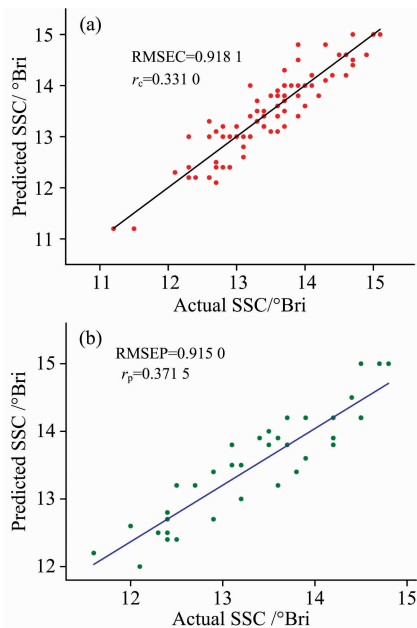 (a)
RMSEC=0.918 1
rc=0.331 0
Predicted SSC/ °Bri
15
14
13
12
11
11
12
13
14
15
Actual SSC/°Bri
(b)
RMSEP=0.915 0
rp=0.371 5
Predicted SSC /°Bri
15
14
13
12
12
13
14
15
Actual SSC /°Bri